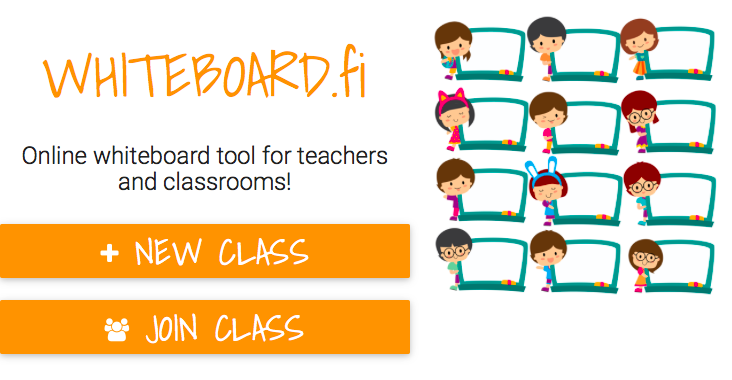 WHITEBOARD.fi
Online whiteboard tool for teachers
and classrooms!
+ NEW CLASS
JOIN CLASS